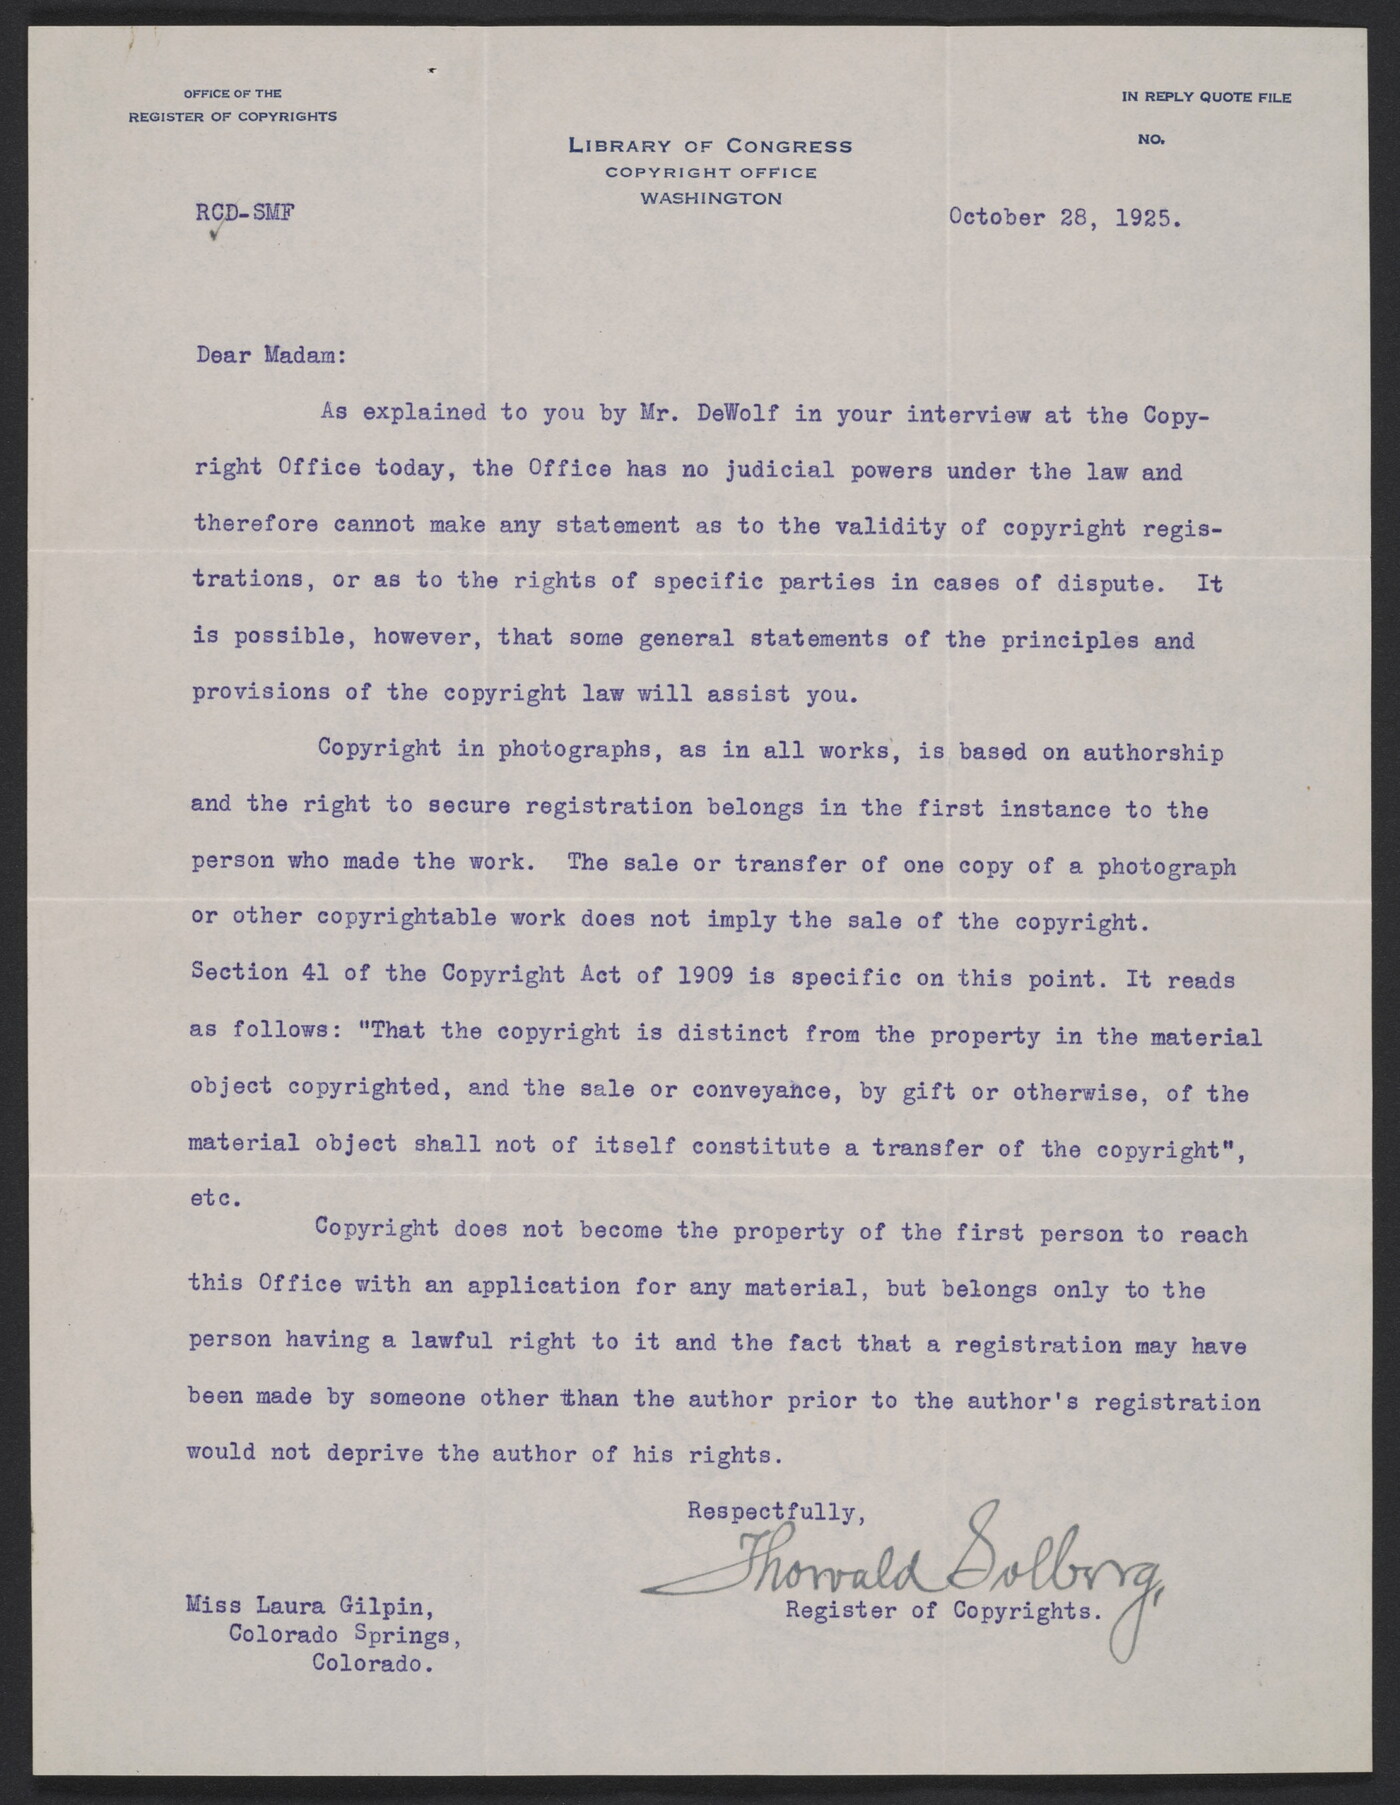 OFFICE OF THE
REGISTER OF COPYRIGHTS
IN REPLY QUOTE FILE
NO.
LIBRARY OF CONGRESS
COPYRIGHT OFFICE
WASHINGTON
RCD-SMF
October 28, 1925.
Dear Madam:
As explained to you by Mr. DeWolf in your interview at the Copy-
right Office today, the Office has no judicial powers under the law and
therefore cannot make any statement as to the validity of copyright regis-
trations, or as to the rights of specific parties in cases of dispute. It
is possible, however, that some general statements of the principles and
provisions of the copyright law will assist you.
Copyright in photographs, as in all works, is based on authorship
and the right to secure registration belongs in the first instance to the
person who made the work. The sale or transfer of one copy of a photograph
or other copyrightable work does not imply the sale of the copyright.
Section 41 of the Copyright Act of 1909 is specific on this point. It reads
as follows: "That the copyright is distinct from the property in the material
object copyrighted, and the sale or conveyance, by gift or otherwise, of the
material object shall not of itself constitute a transfer of the copyright",
etc.
Copyright does not become the property of the first person to reach
this Office with an application for any material, but belongs only to the
person having a lawful right to it and the fact that a registration may have
been made by someone other than the author prior to the author's registration
would not deprive the author of his rights.
Respectfully,
Thorvald Solberg,
Register of Copyrights.
Miss Laura Gilpin,
Colorado Springs,
Colorado.